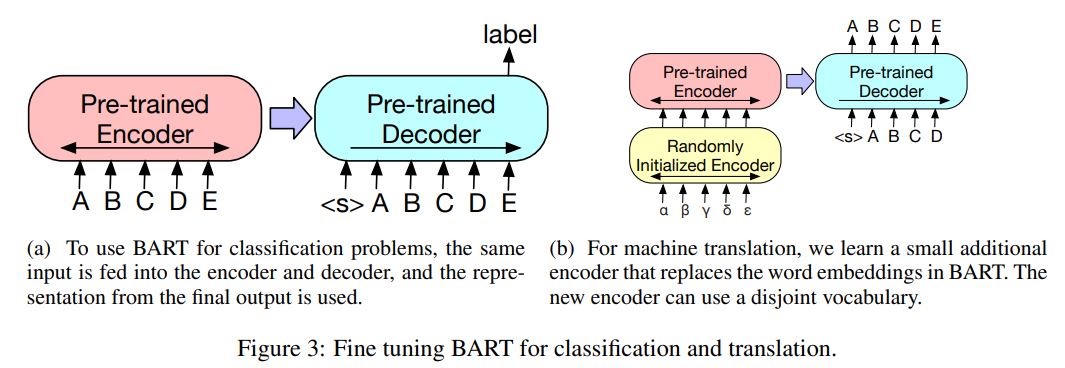 label
Pre-trained
Encoder
Pre-trained
Decoder
A B C D E
<s> A B C D E
A B C D E
Pre-trained
Encoder
Pre-trained
Decoder
<s> A B C D
Randomly
Initialized Encoder
α β γ δ ε
(a) To use BART for classification problems, the same
input is fed into the encoder and decoder, and the repre-
sentation from the final output is used.
(b) For machine translation, we learn a small additional
encoder that replaces the word embeddings in BART. The
new encoder can use a disjoint vocabulary.
Figure 3: Fine tuning BART for classification and translation.